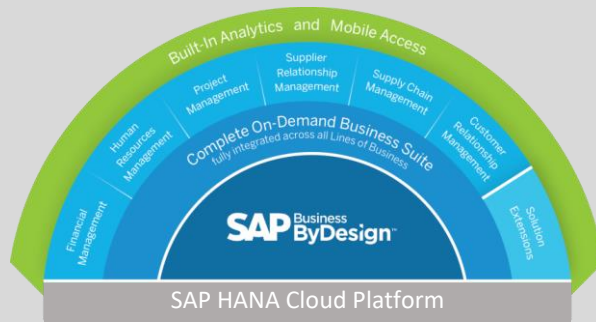 Built-In Analytics and Mobile Access
Financial
Management
Human
Resources
Management
Project
Management
Supplier
Relationship
Management
Supply Chain
Management
Customer
Relationship
Management
Solution
Extensions
Complete On-Demand Business Suite
fully integrated across all Lines of Business
SAP Business
ByDesign™
SAP HANA Cloud Platform